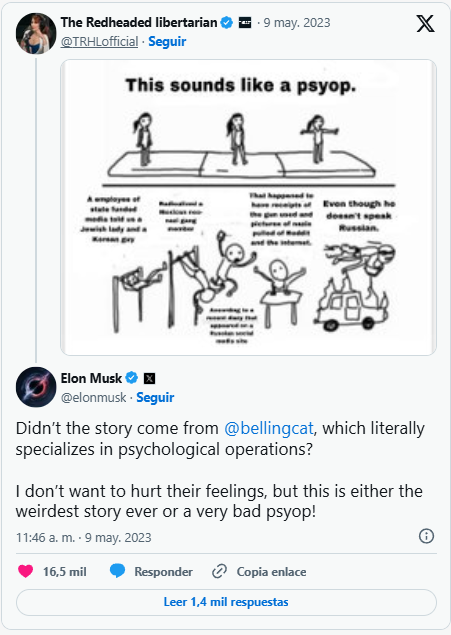 The Redheaded libertarian · 9 may. 2023
@TRHLofficial · Seguir
This sounds like a psyop.
A employee of
state funded
media told us a
Jewish lady and a
Korean guy
Radicalized a
Mexican neo-
nazi gang
member
That happened to
have receipts of
the gun used and
pictures of nazis
pulled of Reddit
and the internet.
Even though he
doesn't speak
Russian.
According to a
recent diary that
appeared on a
Russian social
media site
Elon Musk
@elonmusk · Seguir
Didn't the story come from @bellingcat, which literally
specializes in psychological operations?
I don't want to hurt their feelings, but this is either the
weirdest story ever or a very bad psyop!
11:46 a. m. · 9 may. 2023
16,5 mil Responder Copia enlace
Leer 1,4 mil respuestas